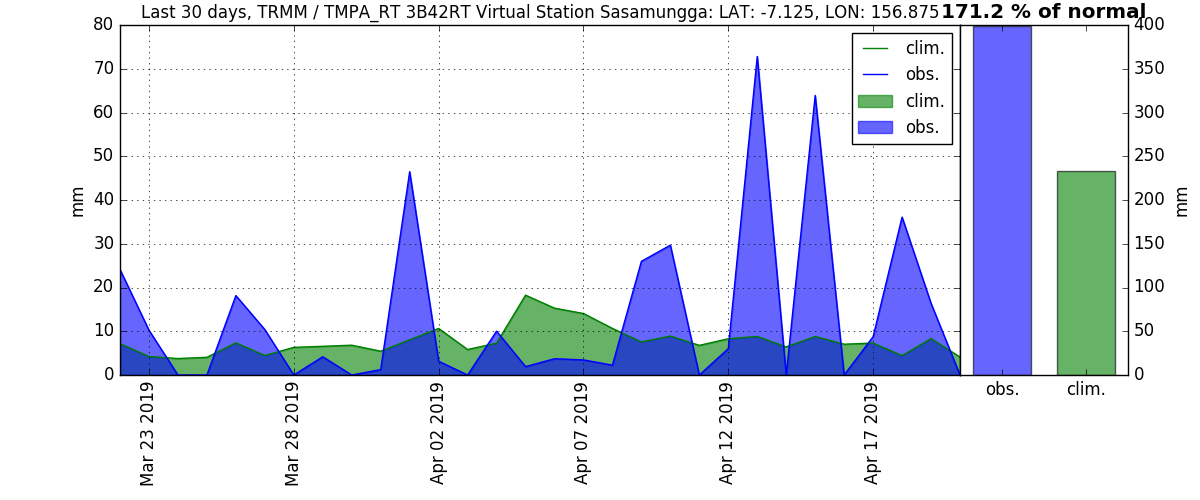 Last 30 days, TRMM / TMPA_RT 3B42RT Virtual Station Sasamungga: LAT: -7.125, LON: 156.875 171.2 % of normal
80
70
60
50
40
30
20
10
0
mm
clim.
obs.
clim.
obs.
400
350
300
250
200
150
100
50
0
mm
Mar 23 2019
Mar 28 2019
Apr 02 2019
Apr 07 2019
Apr 12 2019
Apr 17 2019
obs.
clim.